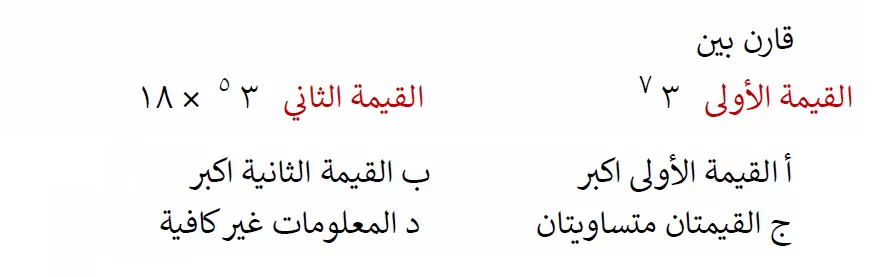 قارن بين
القيمة الأولى ٣ ٧ القيمة الثاني ٣ ٥ × ١٨
أ القيمة الأولى اكبر ب القيمة الثانية اكبر
ج القيمتان متساويتان د المعلومات غير كافية